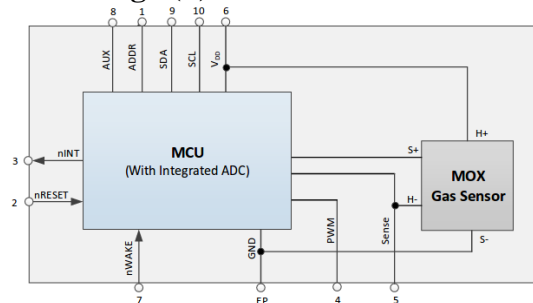 8 1 9 10 6
AUX ADDR SDA SCL VDD
H+
MCU
(With Integrated ADC)
S+
MOX
Gas Sensor
H-
S-
3 nINT
2 nRESET
nWAKE GND PWM Sense
7 EP 4 5